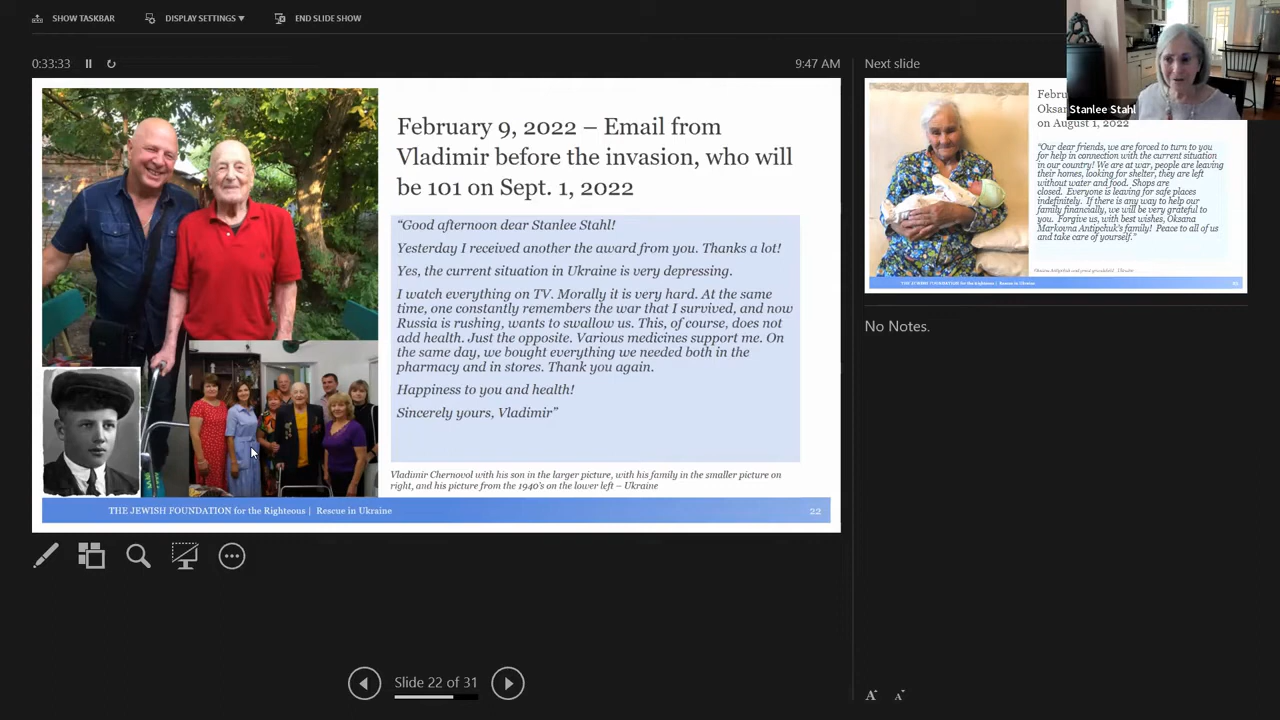 SHOW TASKBAR
DISPLAY SETTINGS ▼
END SLIDE SHOW
0:33:33
9:47 AM
February 9, 2022 – Email from
Vladimir before the invasion, who will
be 101 on Sept. 1, 2022
“Good afternoon dear Stanlee Stahl!
Yesterday I received another the award from you. Thanks a lot!
Yes, the current situation in Ukraine is very depressing.
I watch everything on TV. Morally it is very hard. At the same
time, one constantly remembers the war that I survived, and now
Russia is rushing, wants to swallow us. This, of course, does not
add health. Just the opposite. Various medicines support me. On
the same day, we bought everything we needed both in the
pharmacy and in stores. Thank you again.
Happiness to you and health!
Sincerely yours, Vladimir”
Vladimir Chernovol with his son in the larger picture, with his family in the smaller picture on
right, and his picture from the 1940’s on the lower left – Ukraine
THE JEWISH FOUNDATION for the Righteous | Rescue in Ukraine
22
Slide 22 of 31
Next slide
Stanlee Stahl
Febru
Oksan
on August 1, 2022
“Our dear friends, we are forced to turn to you
for help in connection with the current situation
in our country! We are at war, people are leaving
their homes, looking for shelter, they are left
without water and food. Shops are
closed. Everyone is leaving for safe places
indefinitely. If there is any way to help our
family financially, we will be very grateful to
you. Forgive us, with best wishes, Oksana
Markovna Antipchuk’s family! Peace to all of us
and take care of yourself.”
THE JEWISH FOUNDATION for the Righteous | Rescue in Ukraine
No Notes.
A
A